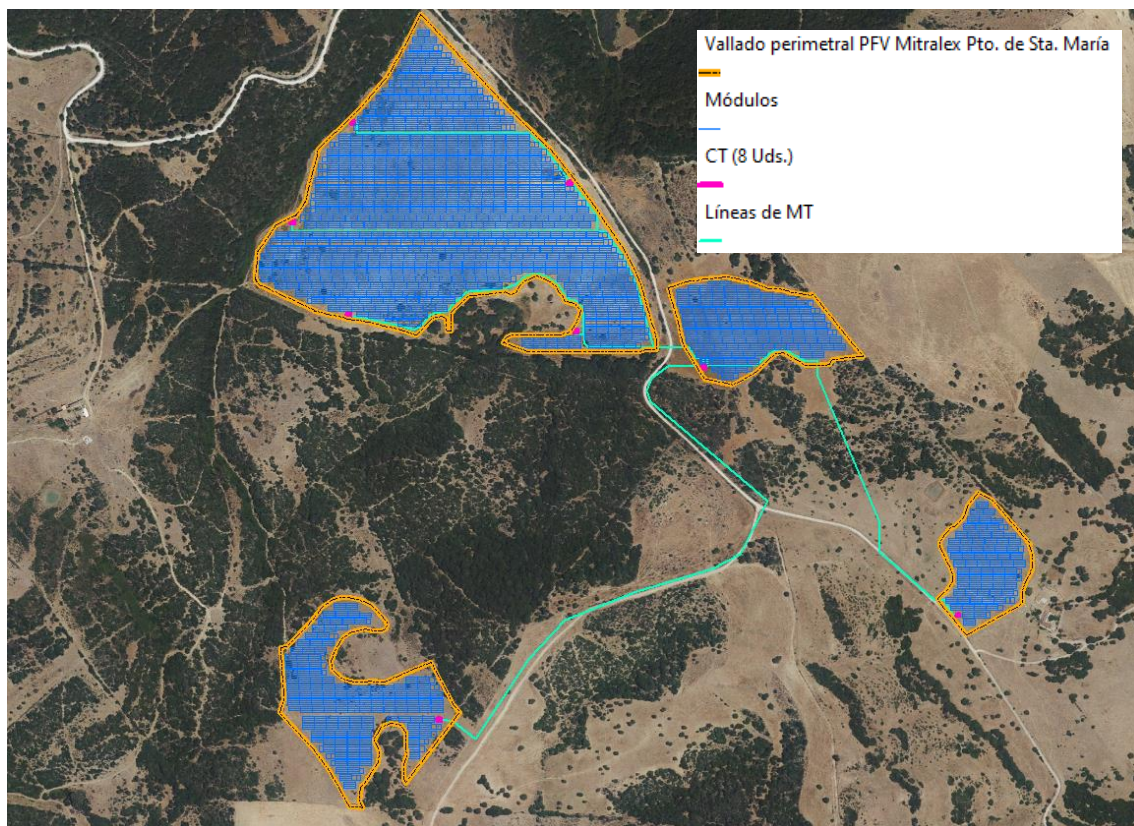 Vallado perimetral PFV Mitralex Pto. de Sta. María
Módulos
CT (8 Uds.)
Líneas de MT